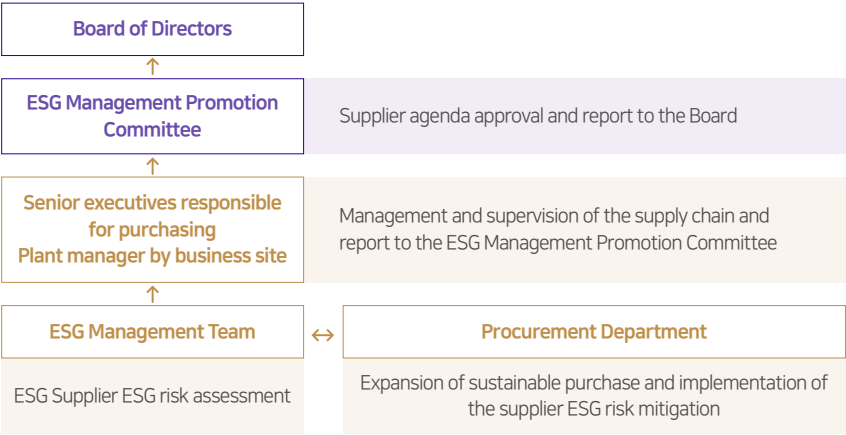 Board of Directors
↑
ESG Management Promotion
Committee
Supplier agenda approval and report to the Board
↑
Senior executives responsible
for purchasing
Plant manager by business site
Management and supervision of the supply chain and
report to the ESG Management Promotion Committee
↑
ESG Management Team
↔
Procurement Department
ESG Supplier ESG risk assessment
Expansion of sustainable purchase and implementation of
the supplier ESG risk mitigation